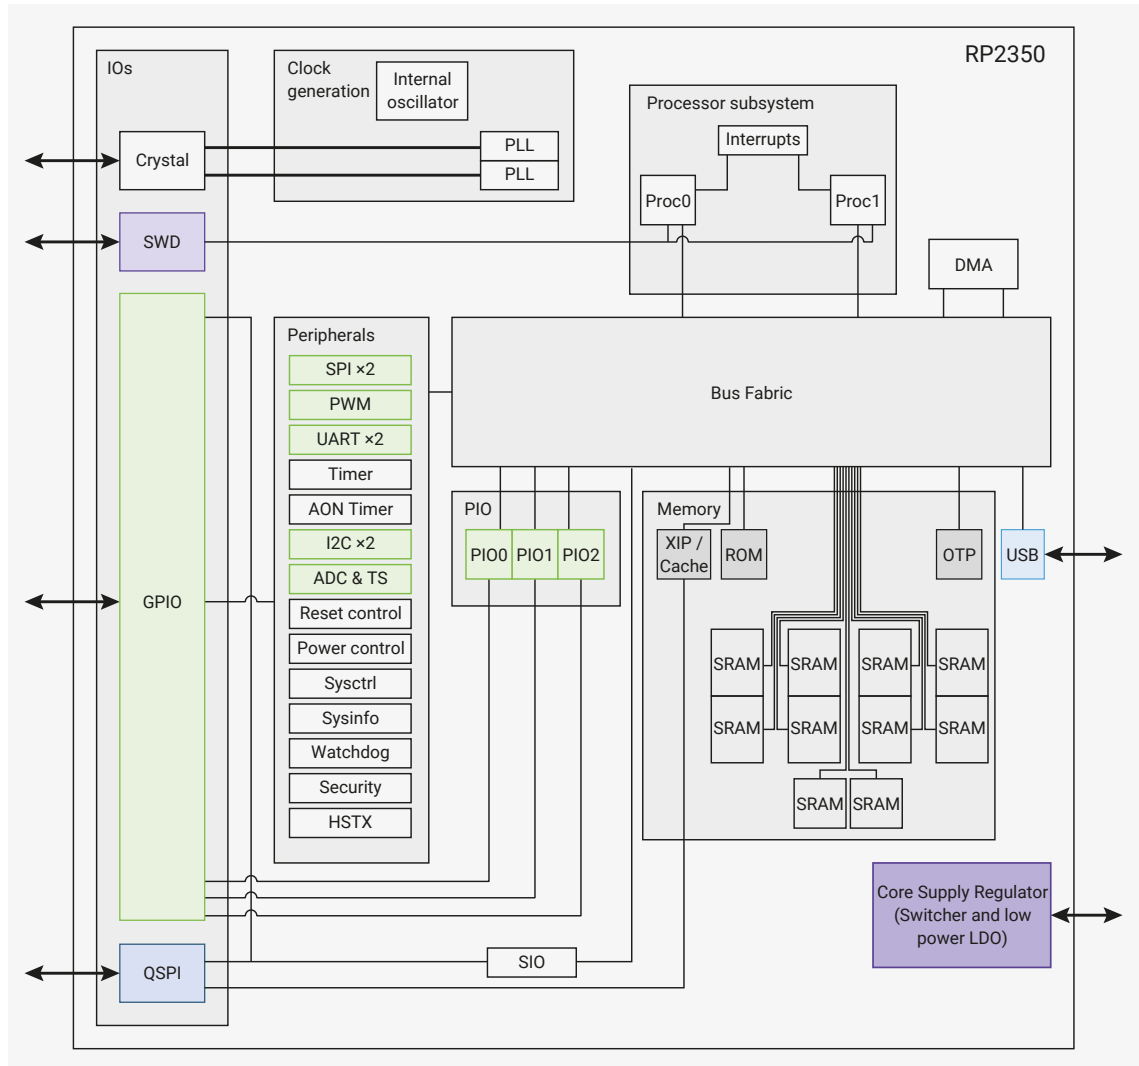 RP2350
IOs
Clock
generation
Internal
oscillator
Processor subsystem
Interrupts
Crystal
PLL
PLL
Proc0
Proc1
SWD
DMA
Peripherals
SPI ×2
PWM
UART ×2
Timer
AON Timer
I2C ×2
ADC & TS
Reset control
Power control
Sysctrl
Sysinfo
Watchdog
Security
HSTX
Bus Fabric
GPIO
PIO
PIO0
PIO1
PIO2
Memory
XIP /
Cache
ROM
OTP
USB
SRAM
SRAM
SRAM
SRAM
SRAM
SRAM
SRAM
SRAM
SRAM
SRAM
Core Supply Regulator
(Switcher and low
power LDO)
QSPI
SIO